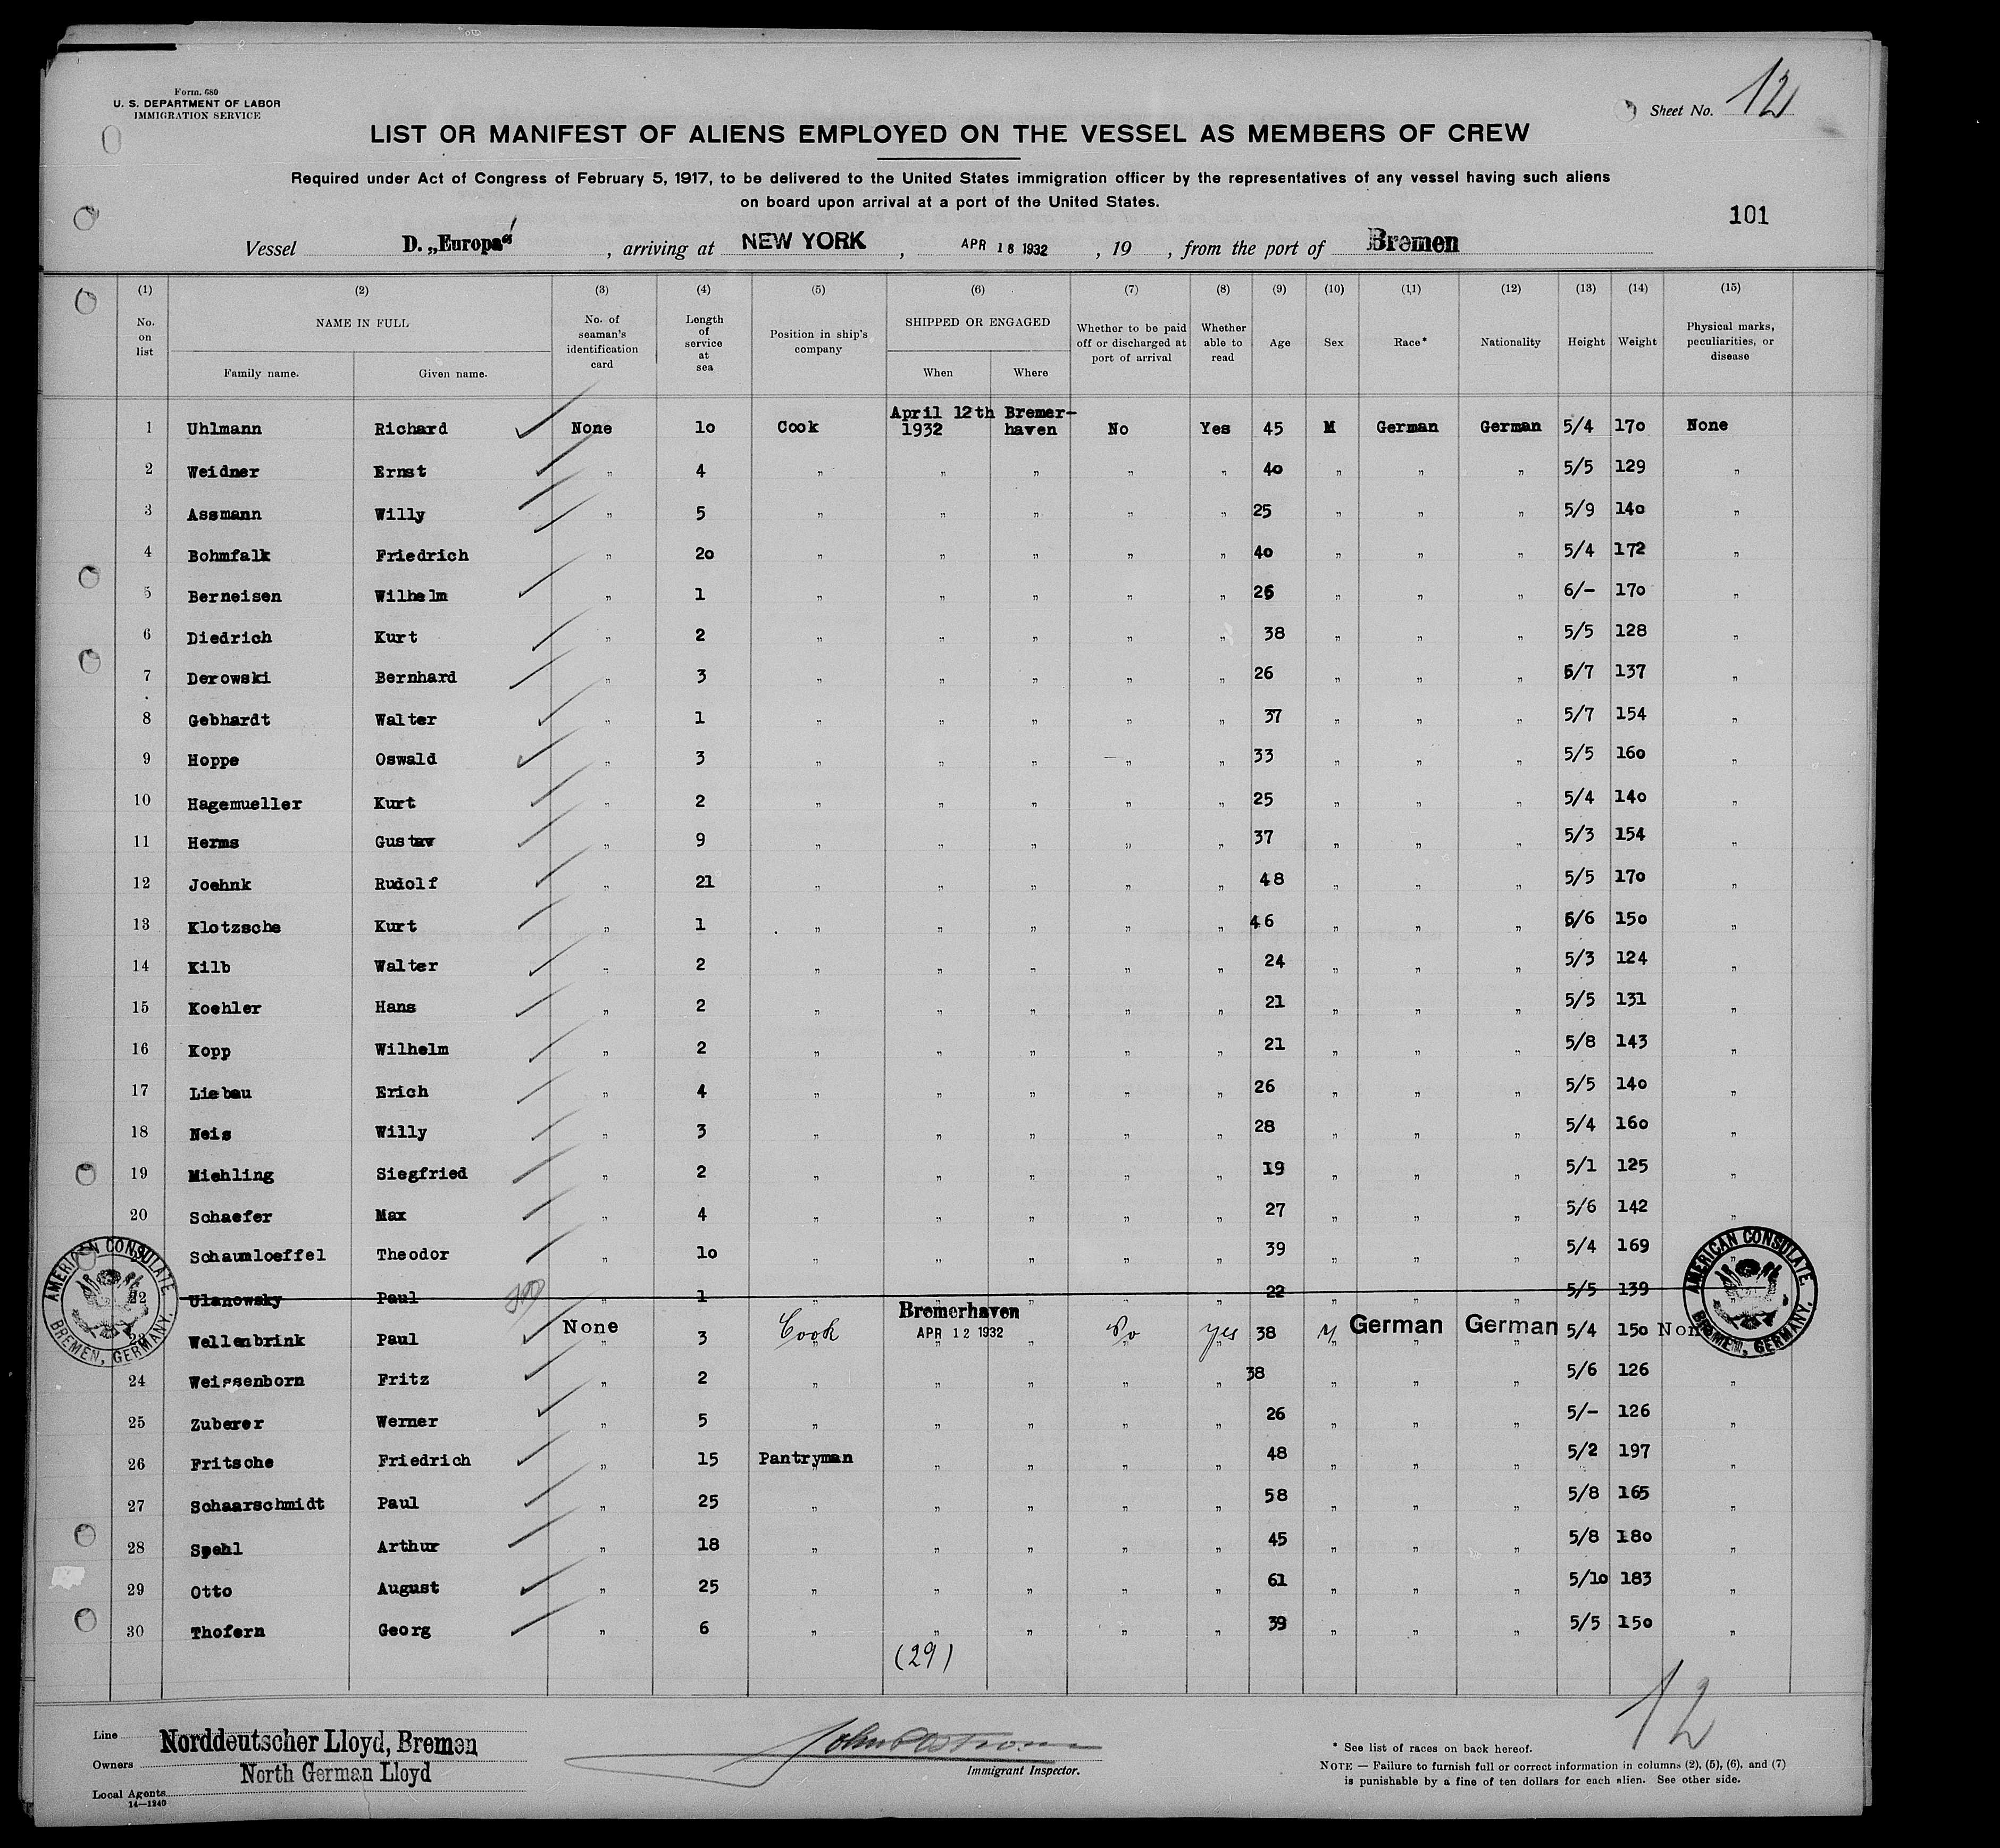 Form. 680
U. S. DEPARTMENT OF LABOR
IMMIGRATION SERVICE
Sheet No. 12
LIST OR MANIFEST OF ALIENS EMPLOYED ON THE VESSEL AS MEMBERS OF CREW
Required under Act of Congress of February 5, 1917, to be delivered to the United States immigration officer by the representatives of any vessel having such aliens
on board upon arrival at a port of the United States.
101
Vessel D. „Europa“ , arriving at NEW YORK , APR 18 1932 , 19 , from the port of Bremen
(1) (2) (3) (4) (5) (6) (7) (8) (9) (10) (11) (12) (13) (14) (15)
No. on list NAME IN FULL Family name. Given name. No. of seaman's identification card Length of service at sea Position in ship's company SHIPPED OR ENGAGED When Where Whether to be paid off or discharged at port of arrival Whether able to read Age Sex Race* Nationality Height Weight Physical marks, peculiarities, or disease
1 Uhlmann Richard None 10 Cook April 12th 1932 Bremer-haven No Yes 45 M German German 5/4 170 None
2 Weidner Ernst „ 4 „ „ „ „ „ 40 „ „ „ 5/5 129 „
3 Assmann Willy „ 5 „ „ „ „ „ 25 „ „ „ 5/9 140 „
4 Bohmfalk Friedrich „ 20 „ „ „ „ „ 40 „ „ „ 5/4 172 „
5 Berneisen Wilhelm „ 1 „ „ „ „ „ 26 „ „ „ 6/- 170 „
6 Diedrich Kurt „ 2 „ „ „ „ „ 38 „ „ „ 5/5 128 „
7 Derowski Bernhard „ 3 „ „ „ „ „ 26 „ „ „ 5/7 137 „
8 Gebhardt Walter „ 1 „ „ „ „ „ 37 „ „ „ 5/7 154 „
9 Hoppe Oswald „ 3 „ „ „ „ „ 33 „ „ „ 5/5 160 „
10 Hagemueller Kurt „ 2 „ „ „ „ „ 25 „ „ „ 5/4 140 „
11 Herms Gustav „ 9 „ „ „ „ „ 37 „ „ „ 5/3 154 „
12 Joehnk Rudolf „ 21 „ „ „ „ „ 48 „ „ „ 5/5 170 „
13 Klotzsche Kurt „ 1 „ „ „ „ „ 46 „ „ „ 5/6 150 „
14 Kilb Walter „ 2 „ „ „ „ „ 24 „ „ „ 5/3 124 „
15 Koehler Hans „ 2 „ „ „ „ „ 21 „ „ „ 5/5 131 „
16 Kopp Wilhelm „ 2 „ „ „ „ „ 21 „ „ „ 5/8 143 „
17 Liebau Erich „ 4 „ „ „ „ „ 26 „ „ „ 5/5 140 „
18 Neis Willy „ 3 „ „ „ „ „ 28 „ „ „ 5/4 160 „
19 Miehling Siegfried „ 2 „ „ „ „ „ 19 „ „ „ 5/1 125 „
20 Schaefer Max „ 4 „ „ „ „ „ 27 „ „ „ 5/6 142 „
21 Schaumloeffel Theodor „ 10 „ „ „ „ „ 39 „ „ „ 5/4 169 „
22 Ulanowsky Paul „ 1 „ „ „ „ „ 22 „ „ „ 5/5 139
23 Wellenbrink Paul None 3 Cook Bremerhaven APR 12 1932 „ No Yes 38 M German German 5/4 150 None
24 Weissenborn Fritz „ 2 „ „ „ „ „ 38 „ „ „ 5/6 126 „
25 Zuberer Werner „ 5 „ „ „ „ „ 26 „ „ „ 5/- 126 „
26 Fritsche Friedrich „ 15 Pantryman „ „ „ „ 48 „ „ „ 5/2 197 „
27 Schaarschmidt Paul „ 25 „ „ „ „ „ 58 „ „ „ 5/8 165 „
28 Spehl Arthur „ 18 „ „ „ „ „ 45 „ „ „ 5/8 180 „
29 Otto August „ 25 „ „ „ „ „ 61 „ „ „ 5/10 183 „
30 Thofern Georg „ 6 „ „ „ „ „ 39 „ „ „ 5/5 150 „
AMERICAN CONSULATE. BREMEN, GERMANY.
AMERICAN CONSULATE. BREMEN, GERMANY.
(29)
12
Line Norddeutscher Lloyd, Bremen
Owners North German Lloyd
Local Agents
14—1240
Immigrant Inspector.
* See list of races on back hereof.
NOTE — Failure to furnish full or correct information in columns (2), (5), (6), and (7)
is punishable by a fine of ten dollars for each alien. See other side.